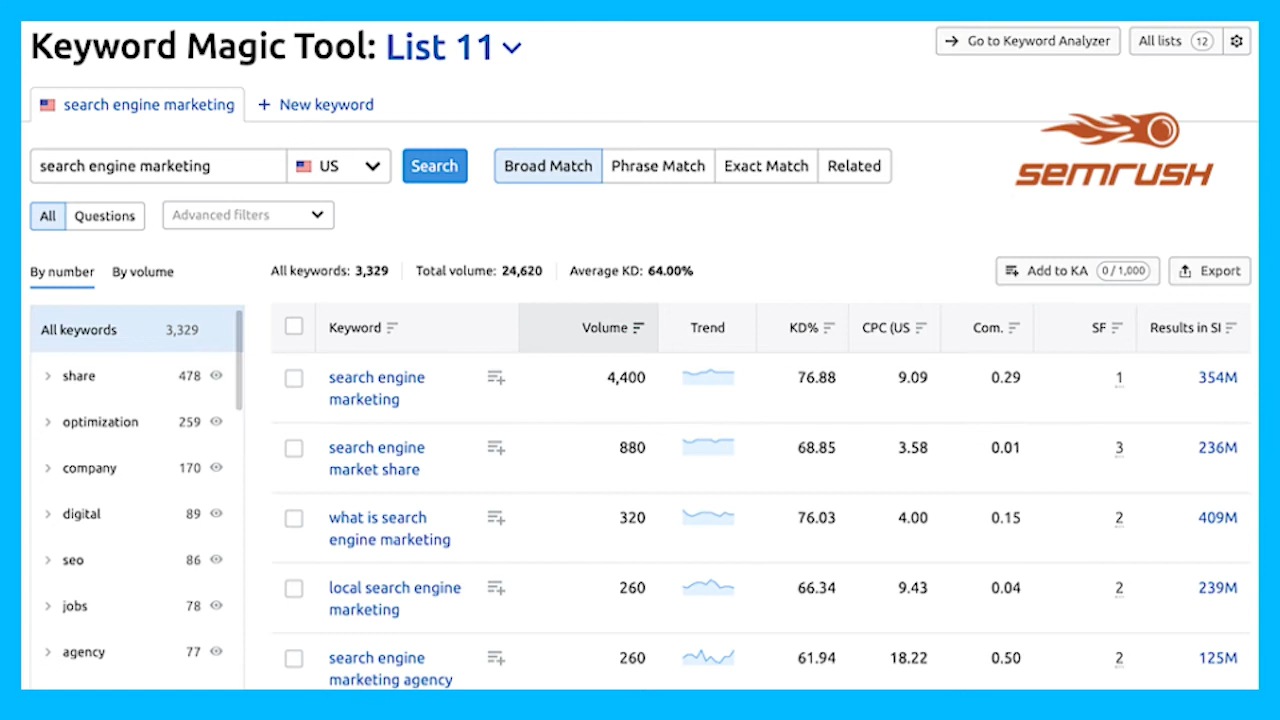 Keyword Magic Tool: List 11
Go to Keyword Analyzer
All lists 12
search engine marketing
+ New keyword
semrush
search engine marketing
US
Search
Broad Match
Phrase Match
Exact Match
Related
All
Questions
Advanced filters
By number
By volume
All keywords: 3,329
Total volume: 24,620
Average KD: 64.00%
Add to KA 0/1,000
Export
All keywords 3,329
share 478
optimization 259
company 170
digital 89
seo 86
jobs 78
agency 77
Keyword Volume Trend KD% CPC (US Com. SF Results in SI
search engine
marketing
4,400 76.88 9.09 0.29 1 354M
search engine
market share
880 68.85 3.58 0.01 3 236M
what is search
engine marketing
320 76.03 4.00 0.15 2 409M
local search engine
marketing
260 66.34 9.43 0.04 2 239M
search engine
marketing agency
260 61.94 18.22 0.50 2 125M